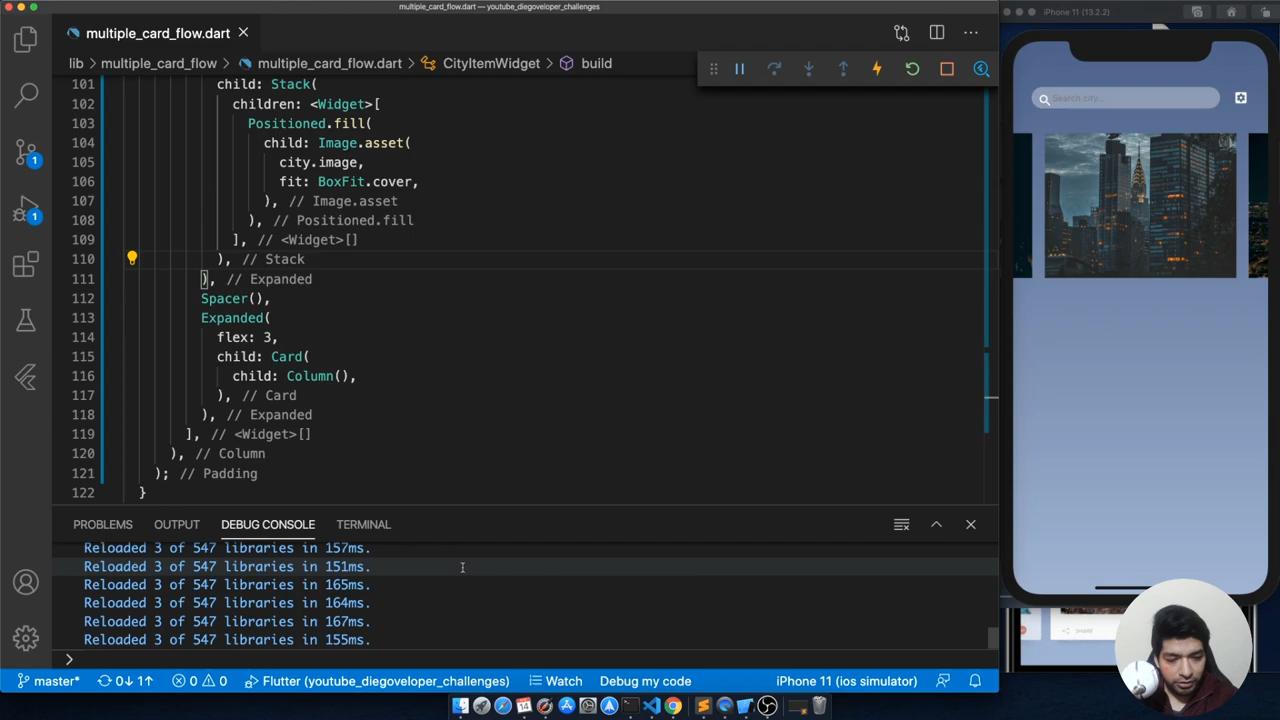 multiple_card_flow.dart — youtube_diegoveloper_challenges
iPhone 11 (13.2.2)
multiple_card_flow.dart
lib > multiple_card_flow > multiple_card_flow.dart > CityItemWidget > build
101 child: Stack(
102 children: <Widget>[
103 Positioned.fill(
104 child: Image.asset(
105 city.image,
106 fit: BoxFit.cover,
107 ), // Image.asset
108 ), // Positioned.fill
109 ], // <Widget>[]
110 ), // Stack
111 ), // Expanded
112 Spacer(),
113 Expanded(
114 flex: 3,
115 child: Card(
116 child: Column(),
117 ), // Card
118 ), // Expanded
119 ], // <Widget>[]
120 ), // Column
121 ); // Padding
122 }
Search city...
PROBLEMS OUTPUT DEBUG CONSOLE TERMINAL
Reloaded 3 of 547 libraries in 157ms.
Reloaded 3 of 547 libraries in 151ms.
Reloaded 3 of 547 libraries in 165ms.
Reloaded 3 of 547 libraries in 164ms.
Reloaded 3 of 547 libraries in 167ms.
Reloaded 3 of 547 libraries in 155ms.
>
SHARE
1
1
master* 0↓ 1↑ 0 0 Flutter (youtube_diegoveloper_challenges) Watch Debug my code iPhone 11 (ios simulator)
14